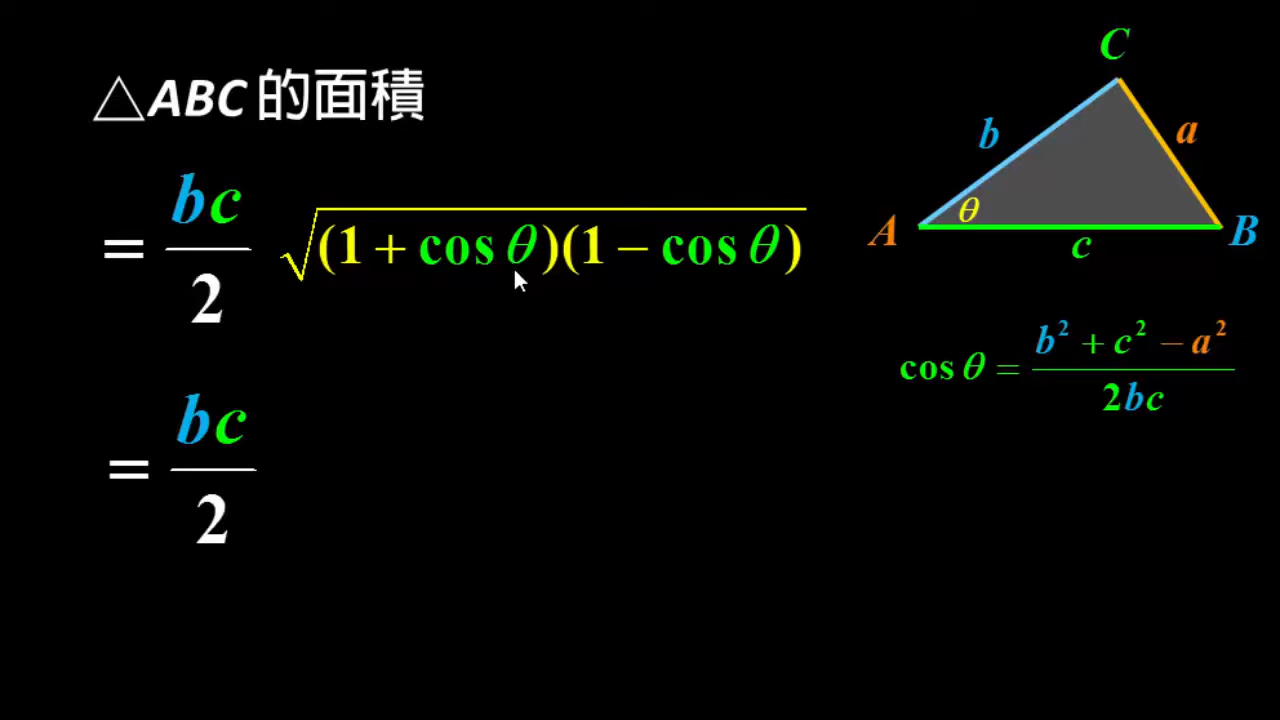 △ABC 的面積
= bc/2 √((1 + cos θ)(1 − cos θ))
= bc/2
C
b
a
θ
A
B
c
cos θ = (b² + c² − a²)/2bc